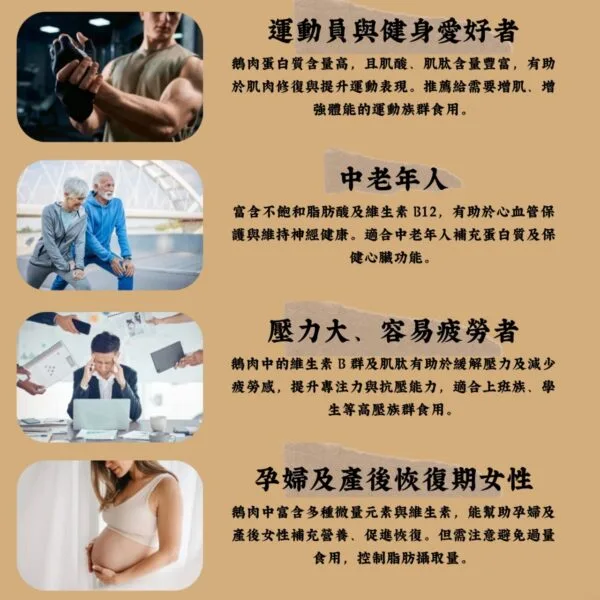 運動員與健身愛好者
鵝肉蛋白質含量高，且肌酸、肌肽含量豐富，有助
於肌肉修復與提升運動表現。推薦給需要增肌、增
強體能的運動族群食用。
中老年人
富含不飽和脂肪酸及維生素 B12，有助於心血管保
護與維持神經健康。適合中老年人補充蛋白質及保
健心臟功能。
壓力大、容易疲勞者
鵝肉中的維生素 B 群及肌肽有助於緩解壓力及減少
疲勞感，提升專注力與抗壓能力，適合上班族、學
生等高壓族群食用。
孕婦及產後恢復期女性
鵝肉中富含多種微量元素與維生素，能幫助孕婦及
產後女性補充營養、促進恢復。但需注意避免過量
食用，控制脂肪攝取量。